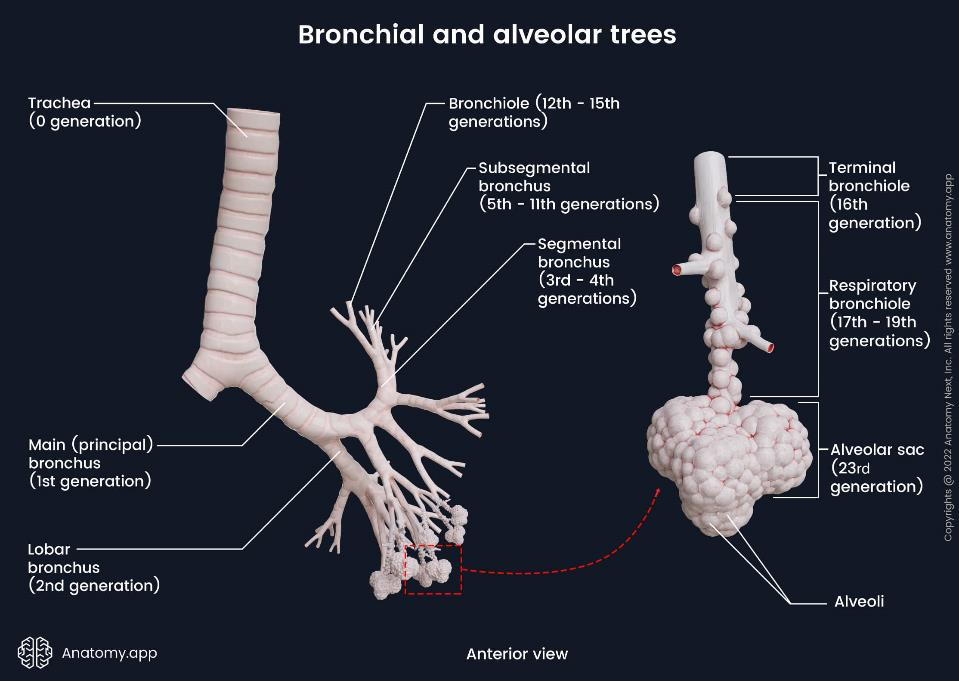 Bronchial and alveolar trees
Trachea
(0 generation)
Bronchiole (12th - 15th
generations)
Subsegmental
bronchus
(5th - 11th generations)
Segmental
bronchus
(3rd - 4th
generations)
Main (principal)
bronchus
(1st generation)
Lobar
bronchus
(2nd generation)
Terminal
bronchiole
(16th
generation)
Respiratory
bronchiole
(17th - 19th
generations)
Alveolar sac
(23rd
generation)
Alveoli
Anatomy.app
Anterior view
Copyrights @ 2022 Anatomy Next, Inc. All rights reserved www.anatomy.app